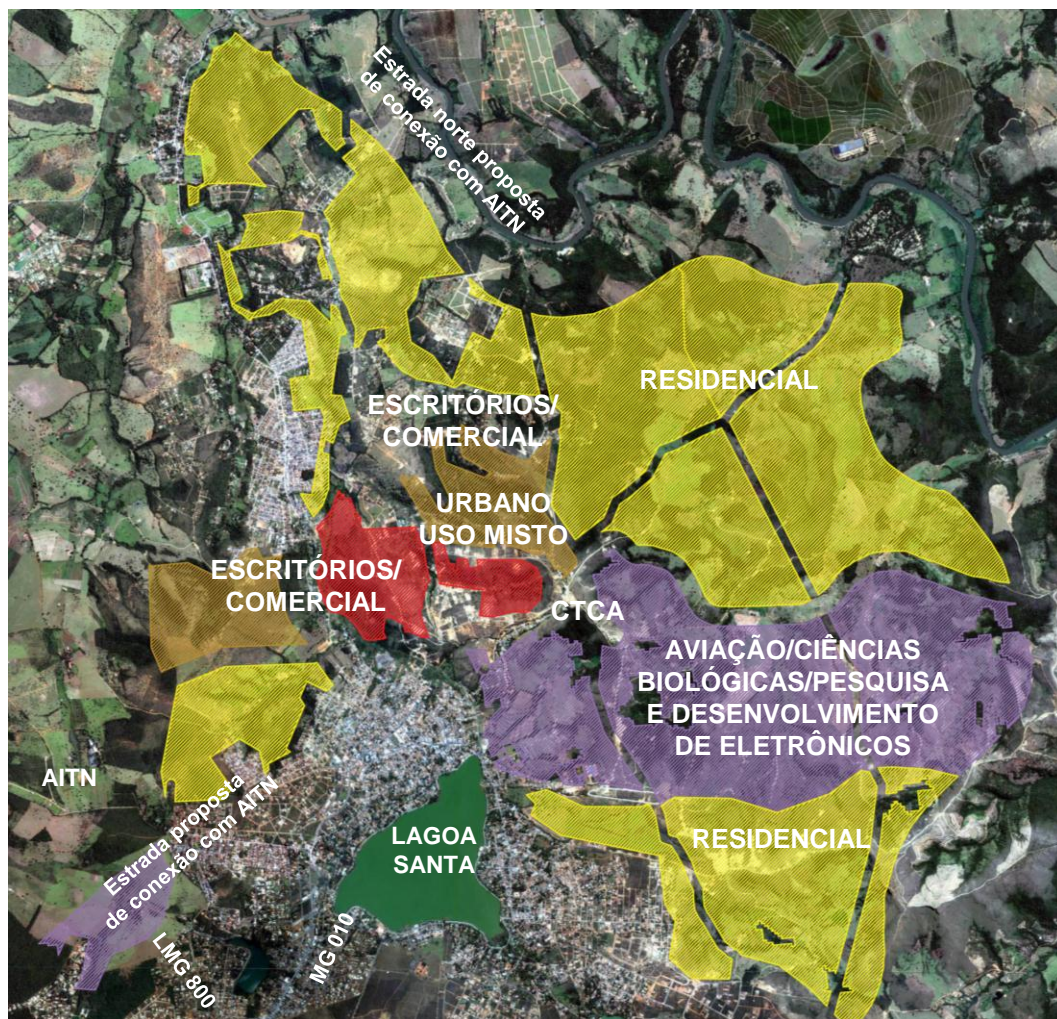 Estrada norte proposta
de conexão com AITN
RESIDENCIAL
ESCRITÓRIOS/
COMERCIAL
URBANO
USO MISTO
ESCRITÓRIOS/
COMERCIAL
CTCA
AVIAÇÃO/CIÊNCIAS
BIOLÓGICAS/PESQUISA
E DESENVOLVIMENTO
DE ELETRÔNICOS
AITN
Estrada proposta
de conexão com AITN
LAGOA
SANTA
RESIDENCIAL
LMG 800
MG 010